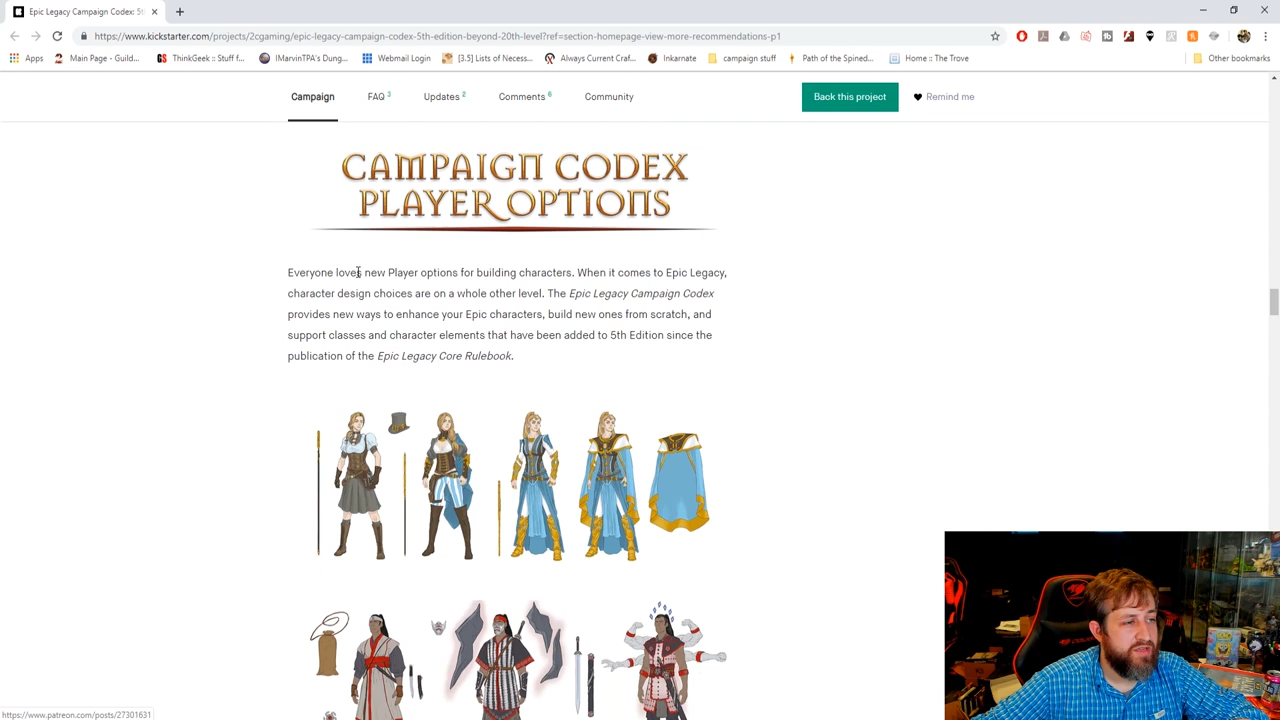 Epic Legacy Campaign Codex: 5t
https://www.kickstarter.com/projects/2cgaming/epic-legacy-campaign-codex-5th-edition-beyond-20th-level?ref=section-homepage-view-more-recommendations-p1
Apps
Main Page - Guild...
ThinkGeek :: Stuff f...
IMarvinTPA's Dung...
Webmail Login
[3.5] Lists of Necess...
Always Current Craf...
Inkarnate
campaign stuff
Path of the Spined...
Home :: The Trove
Other bookmarks
Campaign
FAQ 3
Updates 2
Comments 6
Community
Back this project
Remind me
CAMPAIGN CODEX
PLAYER OPTIONS
Everyone loves new Player options for building characters. When it comes to Epic Legacy,
character design choices are on a whole other level. The Epic Legacy Campaign Codex
provides new ways to enhance your Epic characters, build new ones from scratch, and
support classes and character elements that have been added to 5th Edition since the
publication of the Epic Legacy Core Rulebook.
https://www.patreon.com/posts/27301631